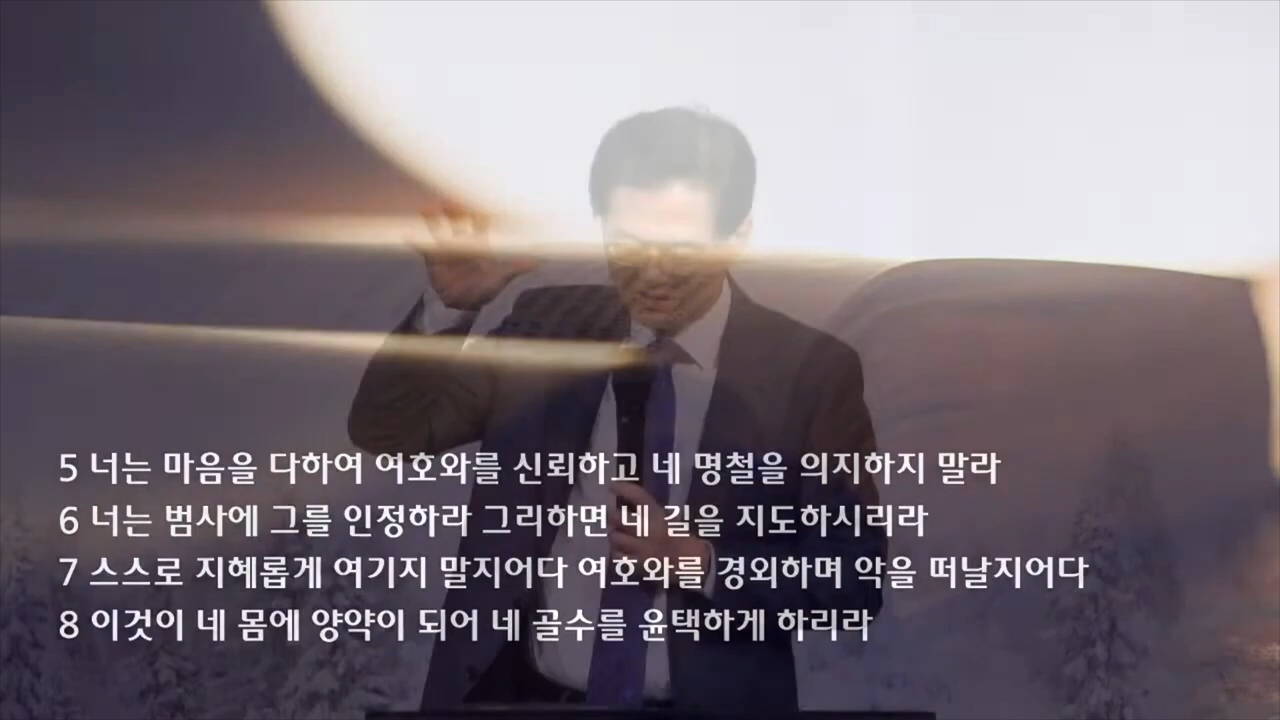 5 너는 마음을 다하여 여호와를 신뢰하고 네 명철을 의지하지 말라
6 너는 범사에 그를 인정하라 그리하면 네 길을 지도하시리라
7 스스로 지혜롭게 여기지 말지어다 여호와를 경외하며 악을 떠날지어다
8 이것이 네 몸에 양약이 되어 네 골수를 윤택하게 하리라